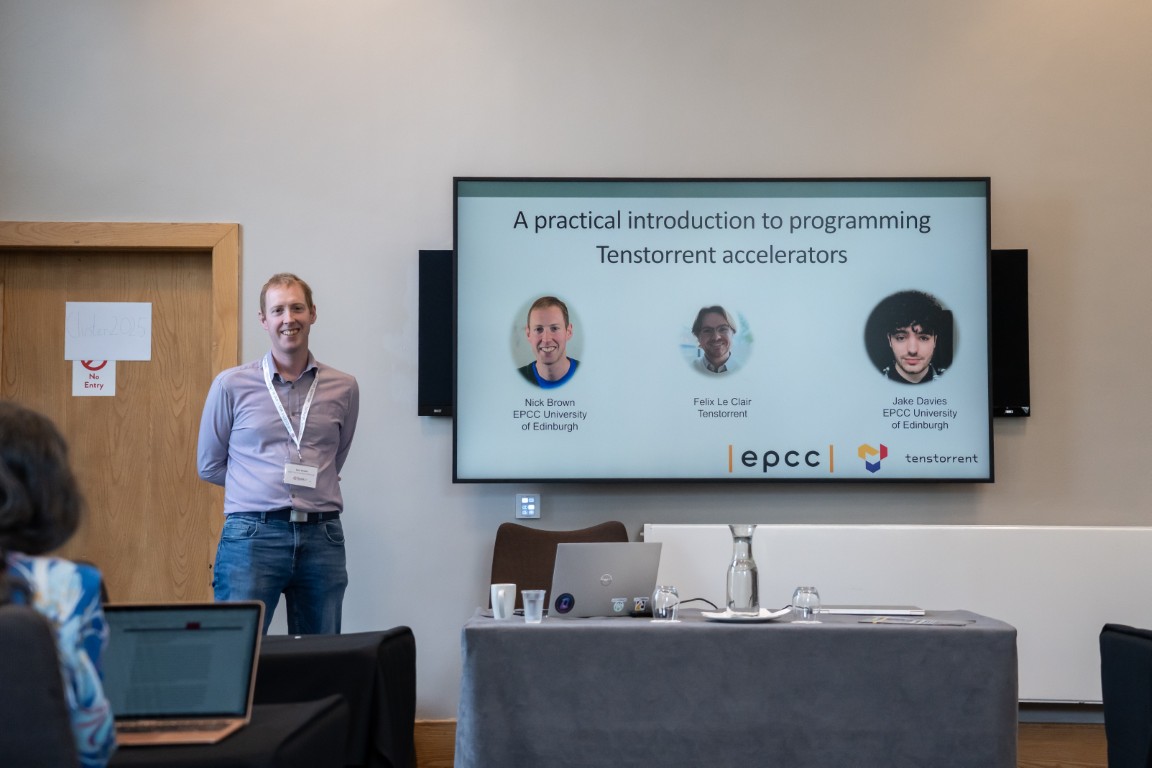 A practical introduction to programming
Tenstorrent accelerators
Nick Brown
EPCC University
of Edinburgh
Felix Le Clair
Tenstorrent
Jake Davies
EPCC University
of Edinburgh
|epcc|
tenstorrent
No
Entry